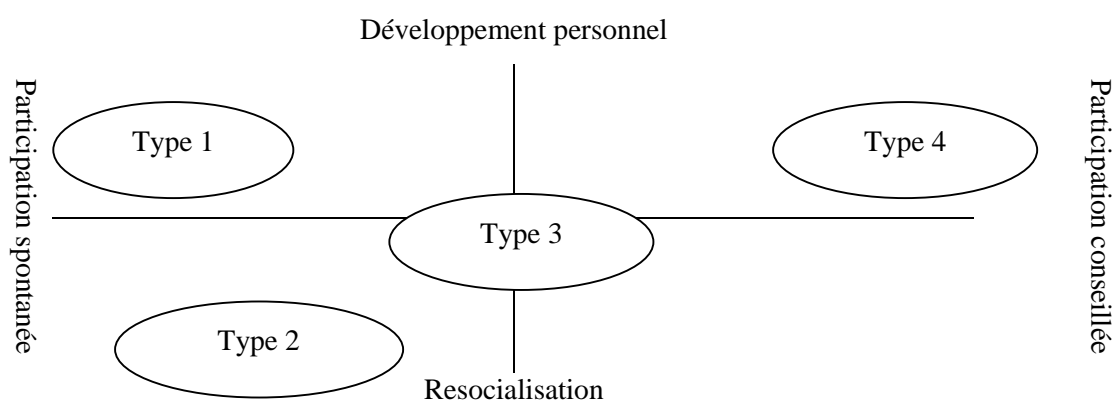 Développement personnel
Participation spontanée
Type 1
Type 4
Participation conseillée
Type 3
Type 2
Resocialisation